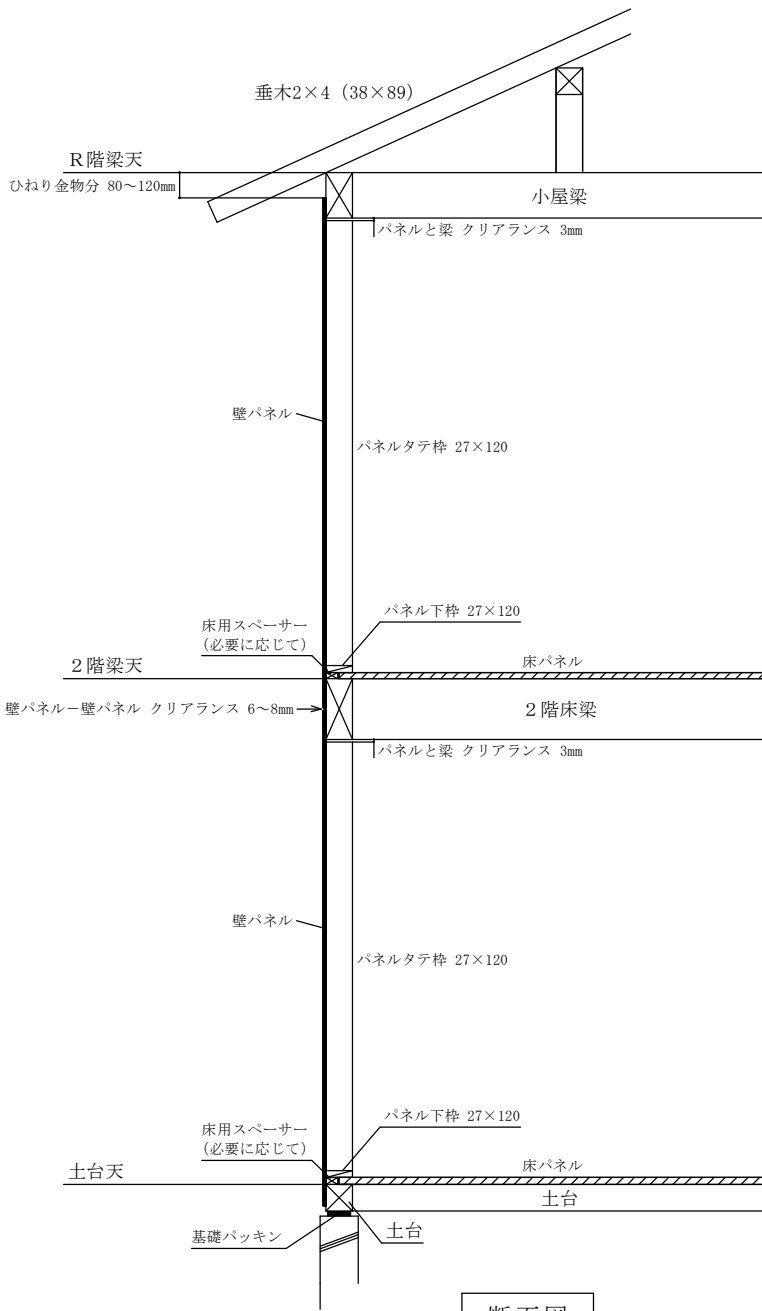 垂木2×4（38×89）
R階梁天
ひねり金物分 80～120mm
小屋梁
パネルと梁 クリアランス 3mm
壁パネル
パネルタテ枠 27×120
パネル下枠 27×120
床用スペーサー
（必要に応じて）
床パネル
2階梁天
壁パネル－壁パネル クリアランス 6～8mm
2階床梁
パネルと梁 クリアランス 3mm
壁パネル
パネルタテ枠 27×120
パネル下枠 27×120
床用スペーサー
（必要に応じて）
床パネル
土台天
土台
土台
基礎パッキン
断面図